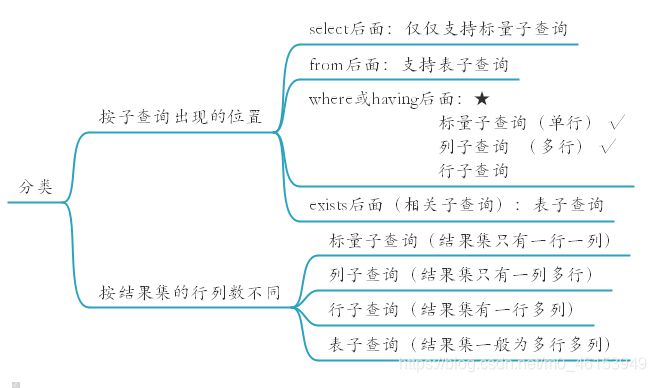 分类
按子查询出现的位置
select后面：仅仅支持标量子查询
from后面：支持表子查询
where或having后面：★
标量子查询（单行） √
列子查询 （多行） √
行子查询
exists后面（相关子查询）：表子查询
按结果集的行列数不同
标量子查询（结果集只有一行一列）
列子查询（结果集只有一列多行）
行子查询（结果集有一行多列）
表子查询（结果集一般为多行多列）
https://blog.csdn.net/m0_46153949